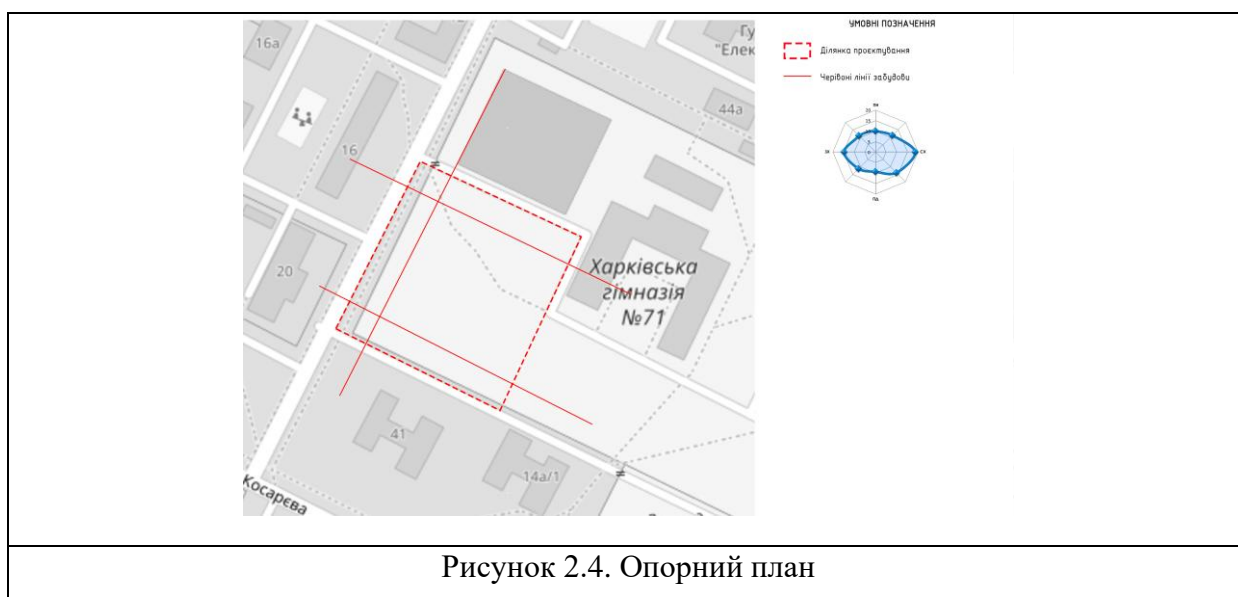 16а
Гу
"Елек
44а
16
20
Харківська
гімназія
№71
41
14а/1
Косарєва
УМОВНІ ПОЗНАЧЕННЯ
Ділянка проєктування
Червоні лінії забудови
Рисунок 2.4. Опорний план